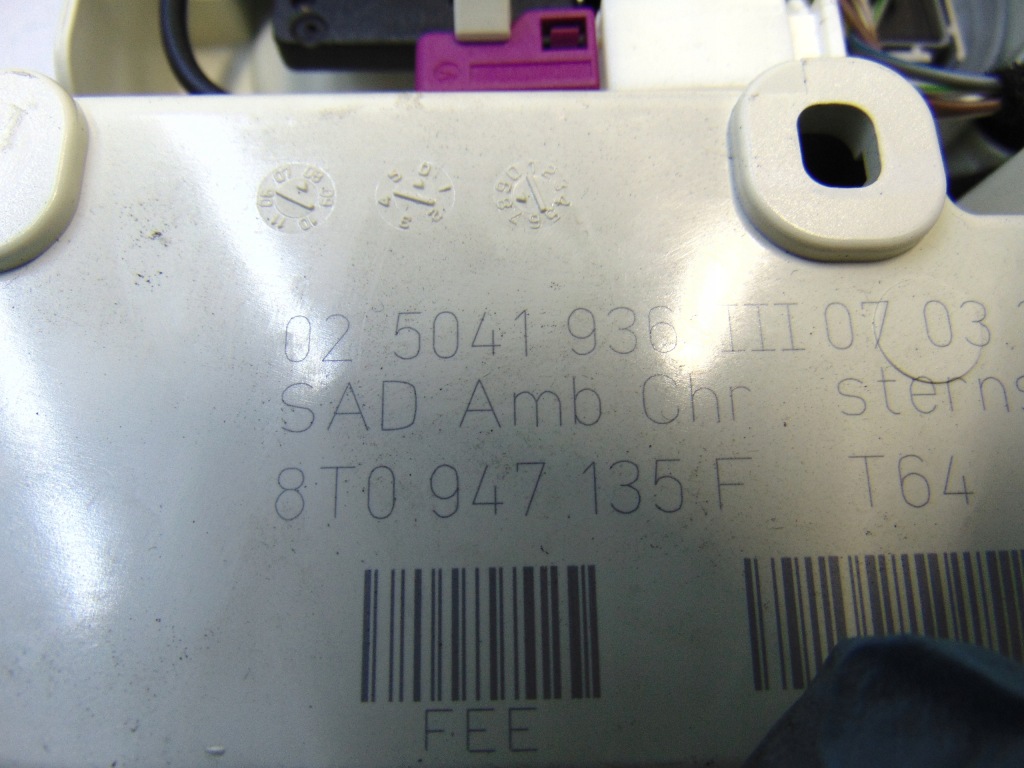 02 5041 936 III 07 03
SAD Amb Chr sterns
8T0 947 135 F T64
FEE